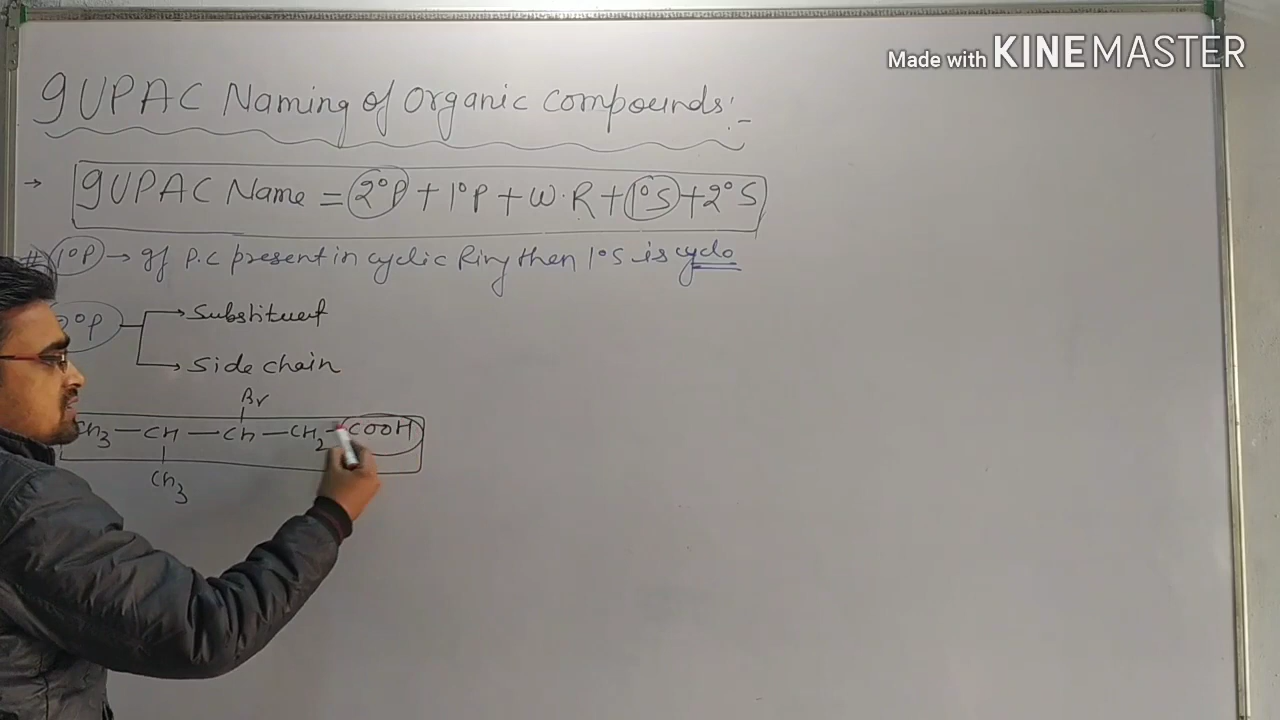 Made with KINEMASTER
IUPAC Naming of Organic Compounds:-
→ IUPAC Name = 2°P + 1°P + W.R + 1°S + 2°S
# 1°P → If P.C present in cyclic Ring then 1°S is cyclo
2°P → Substituent
→ Side chain
Br
CH3 — CH — CH — CH2 — COOH
CH3